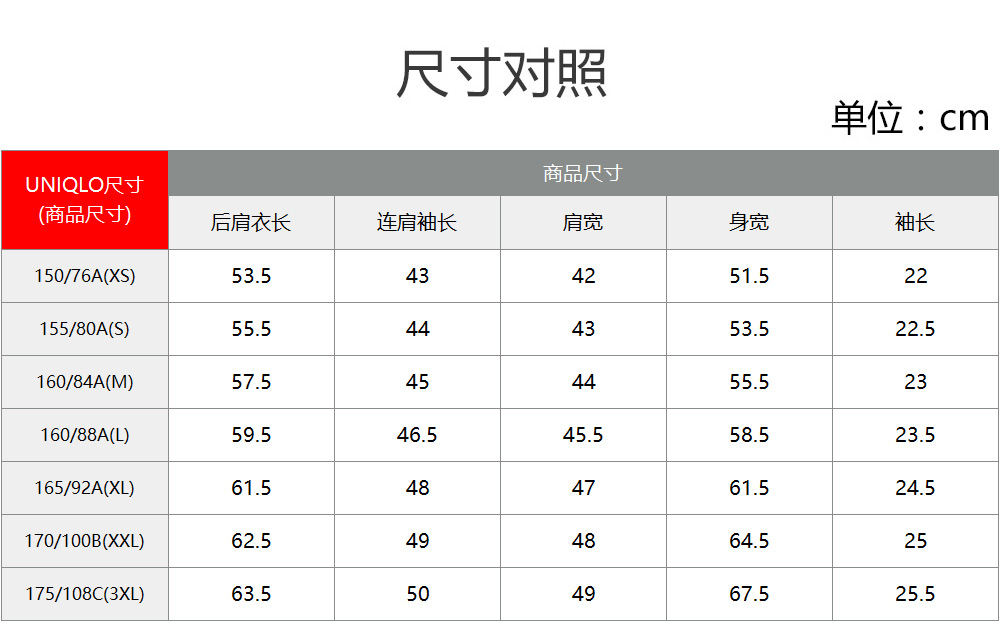 尺寸对照
单位：cm
UNIQLO尺寸
(商品尺寸)
商品尺寸
后肩衣长 连肩袖长 肩宽 身宽 袖长
150/76A(XS) 53.5 43 42 51.5 22
155/80A(S) 55.5 44 43 53.5 22.5
160/84A(M) 57.5 45 44 55.5 23
160/88A(L) 59.5 46.5 45.5 58.5 23.5
165/92A(XL) 61.5 48 47 61.5 24.5
170/100B(XXL) 62.5 49 48 64.5 25
175/108C(3XL) 63.5 50 49 67.5 25.5